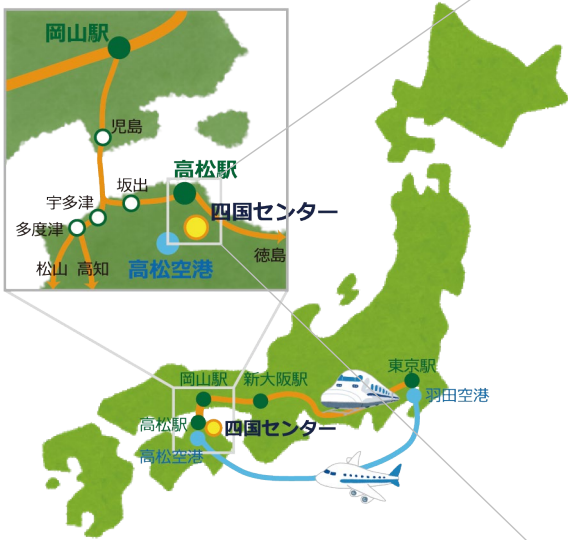 岡山駅
児島
高松駅
坂出
宇多津
四国センター
多度津
徳島
松山
高知
高松空港
東京駅
岡山駅
新大阪駅
羽田空港
高松駅
四国センター
高松空港